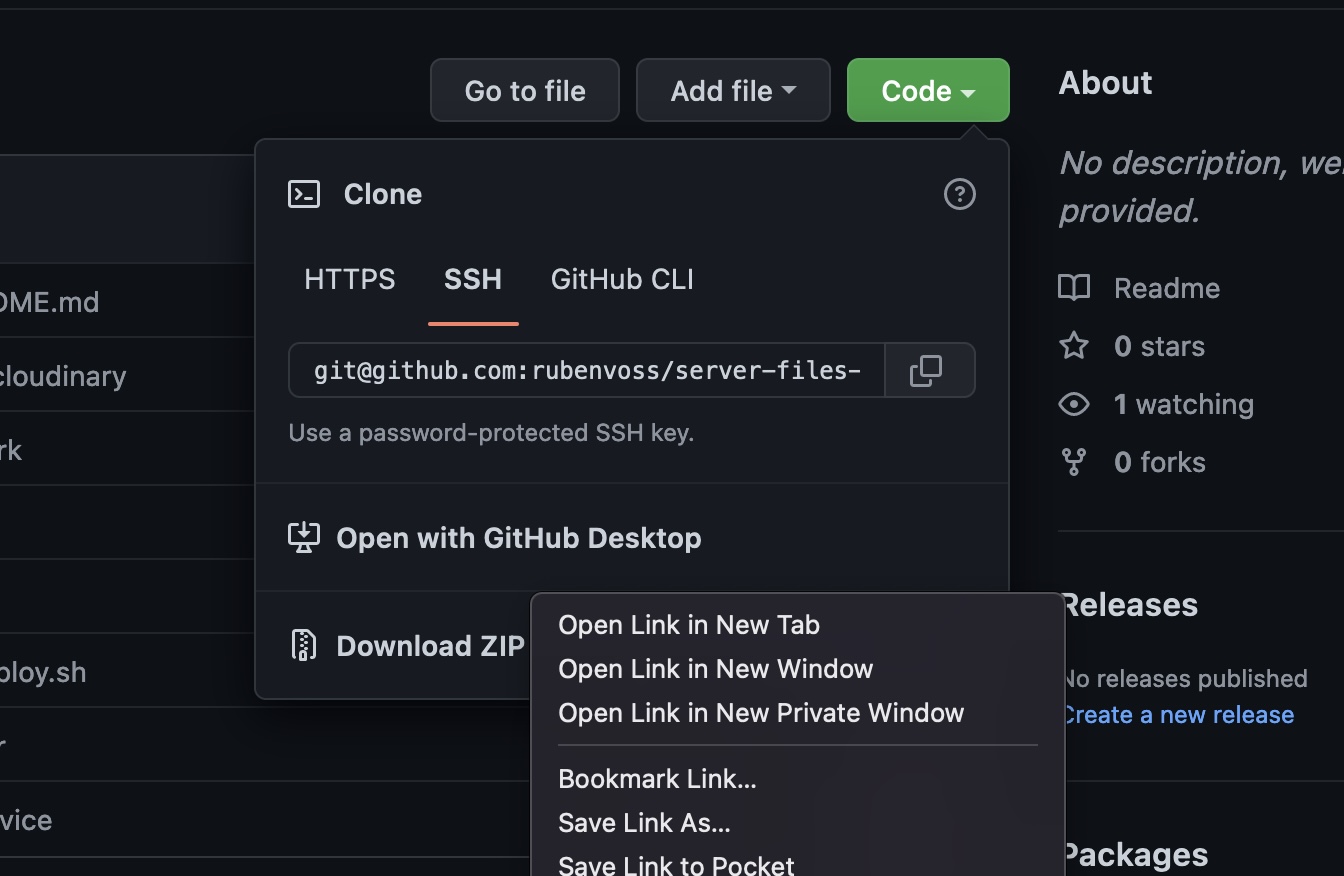 Go to file
Add file
Code
About
No description,
provided.
Clone
HTTPS
SSH
GitHub CLI
git@github.com:rubenvoss/server-files-
Use a password-protected SSH key.
Open with GitHub Desktop
Download ZIP
Readme
0 stars
1 watching
0 forks
OME.md
cloudinary
rk
ploy.sh
r
vice
Open Link in New Tab
Open Link in New Window
Open Link in New Private Window
Bookmark Link...
Save Link As...
Save Link to Pocket
Releases
No releases published
Create a new release
Packages